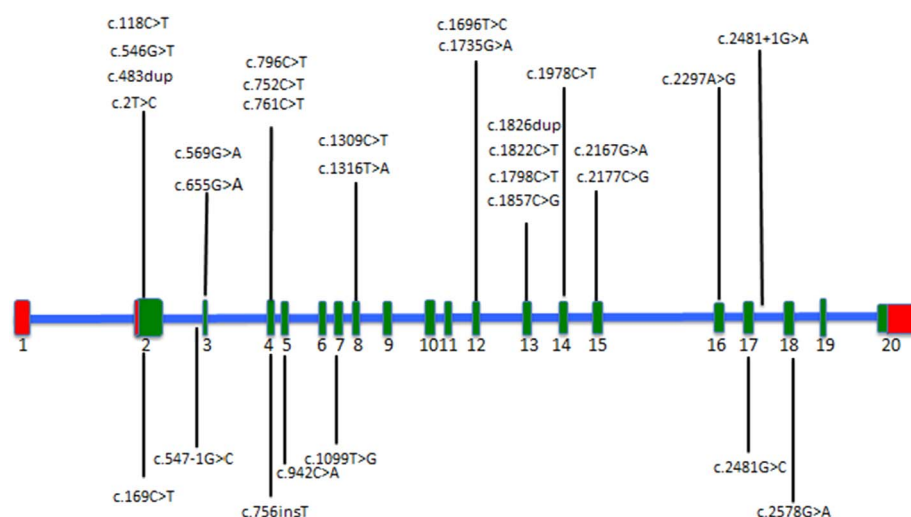 c.118C>T
c.546G>T
c.483dup
c.2T>C
c.569G>A
c.655G>A
c.796C>T
c.752C>T
c.761C>T
c.1309C>T
c.1316T>A
c.1696T>C
c.1735G>A
c.1826dup
c.1822C>T
c.1798C>T
c.1857C>G
c.1978C>T
c.2167G>A
c.2177C>G
c.2297A>G
c.2481+1G>A
1 2 3 4 5 6 7 8 9 10 11 12 13 14 15 16 17 18 19 20
c.169C>T
c.547-1G>C
c.756insT
c.942C>A
c.1099T>G
c.2481G>C
c.2578G>A